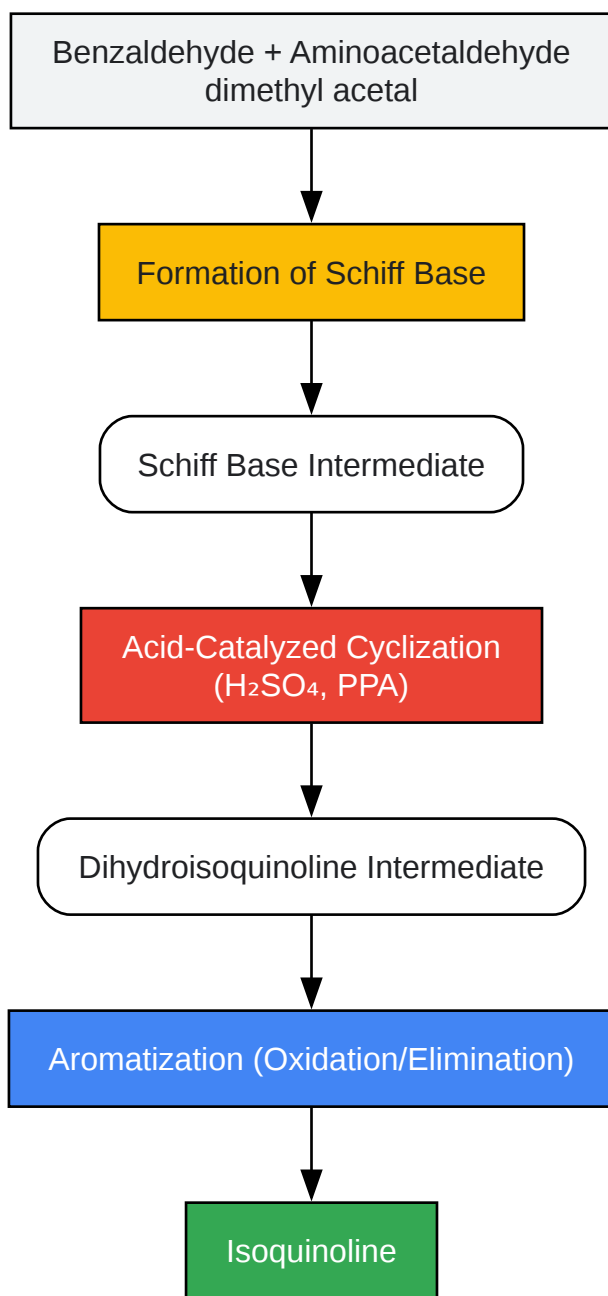 Benzaldehyde + Aminoacetaldehyde
dimethyl acetal
Formation of Schiff Base
Schiff Base Intermediate
Acid-Catalyzed Cyclization
(H₂SO₄, PPA)
Dihydroisoquinoline Intermediate
Aromatization (Oxidation/Elimination)
Isoquinoline